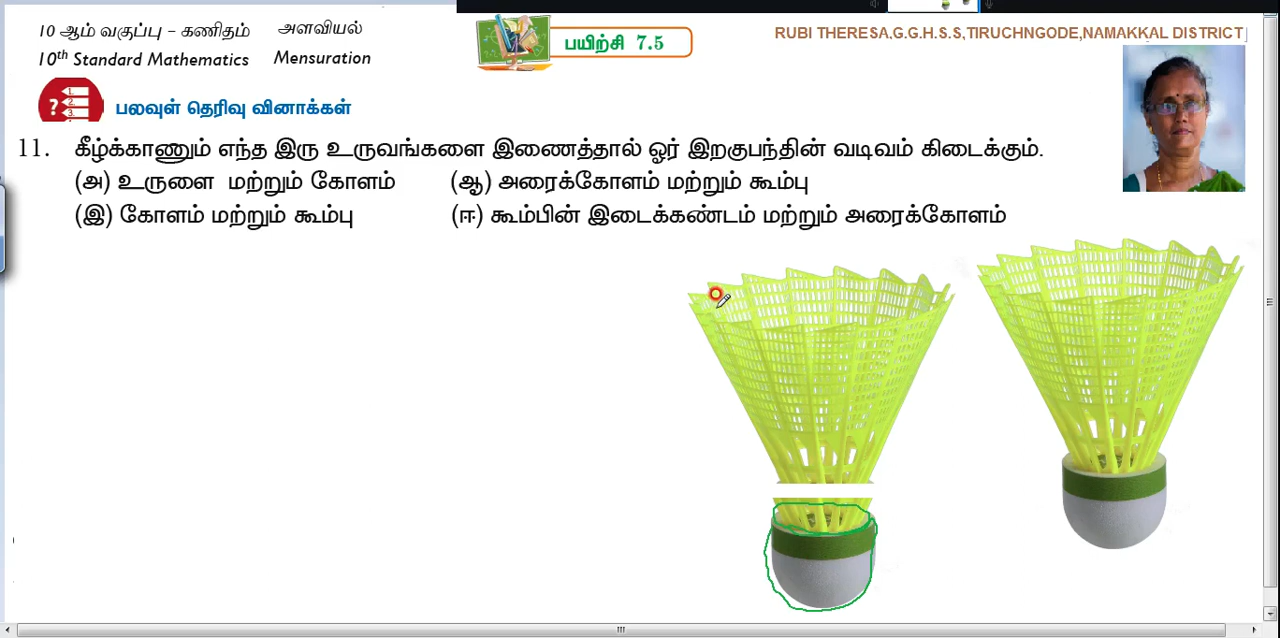 10 ஆம் வகுப்பு – கணிதம் அளவியல்
10th Standard Mathematics Mensuration
பயிற்சி 7.5
RUBI THERESA,G.G.H.S.S,TIRUCHNGODE,NAMAKKAL DISTRICT
பலவுள் தெரிவு வினாக்கள்
11. கீழ்க்காணும் எந்த இரு உருவங்களை இணைத்தால் ஓர் இறகுபந்தின் வடிவம் கிடைக்கும்.
(அ) உருளை மற்றும் கோளம் (ஆ) அரைக்கோளம் மற்றும் கூம்பு
(இ) கோளம் மற்றும் கூம்பு (ஈ) கூம்பின் இடைக்கண்டம் மற்றும் அரைக்கோளம்